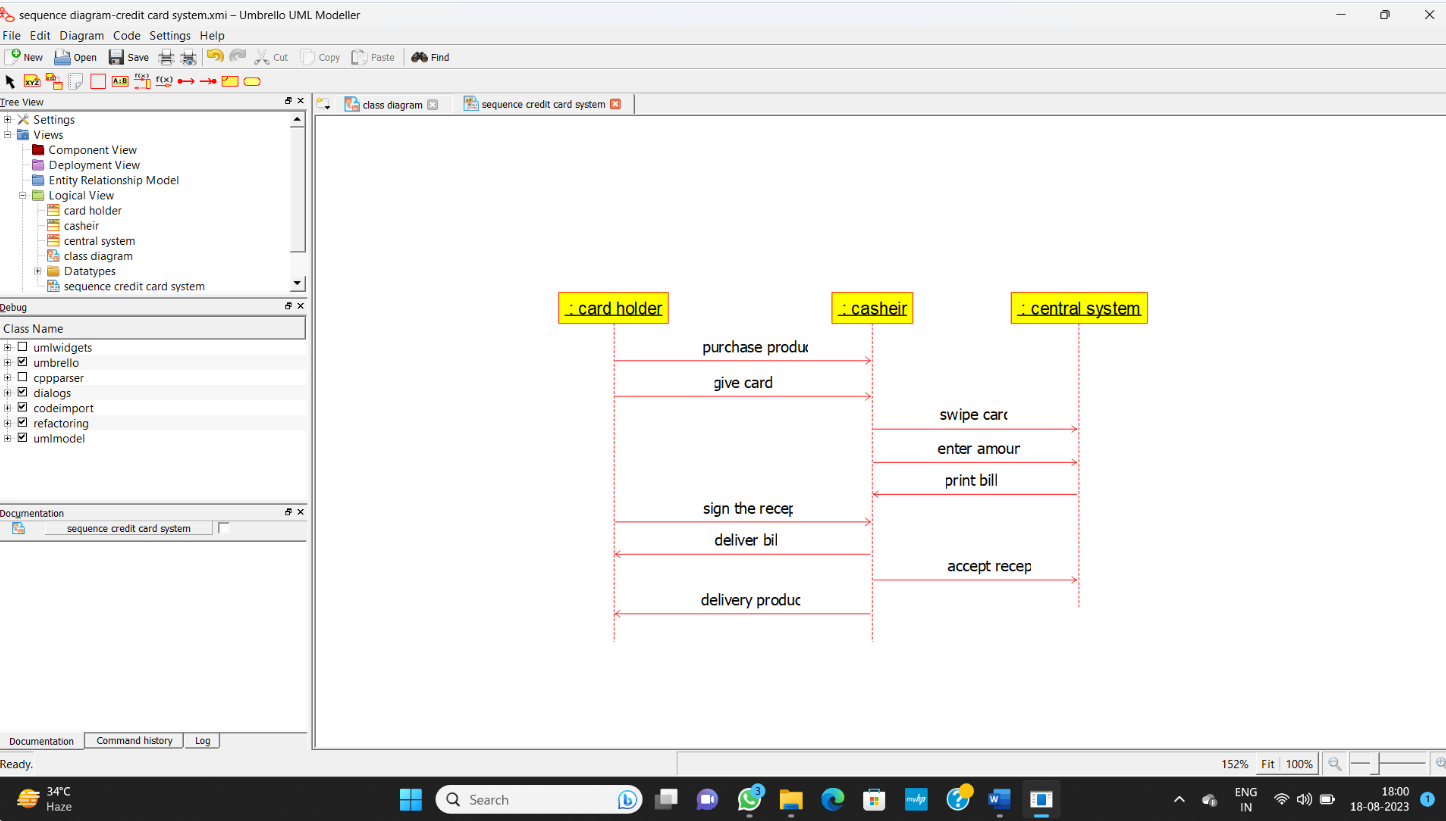 sequence diagram-credit card system.xmi – Umbrello UML Modeller
File Edit Diagram Code Settings Help
New Open Save Cut Copy Paste Find
XYZ A↓B f(x) f(x)
Tree View
class diagram sequence credit card system
Settings
Views
Component View
Deployment View
Entity Relationship Model
Logical View
card holder
casheir
central system
class diagram
Datatypes
sequence credit card system
Debug
Class Name
umlwidgets
umbrello
cppparser
dialogs
codeimport
refactoring
umlmodel
Documentation
sequence credit card system
Documentation Command history Log
: card holder : casheir : central system
purchase produc
give card
swipe card
enter amour
print bill
sign the recep
deliver bil
accept recep
delivery produc
Ready. 152% Fit 100%
34°C
Haze
Search
3
myhp
W
ENG
IN
18:00
18-08-2023
1